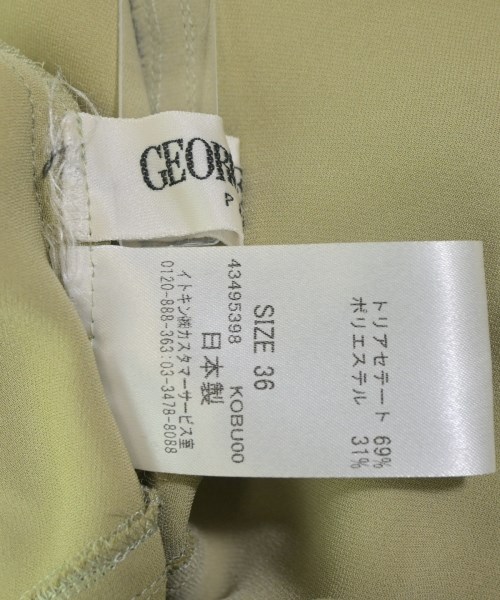 GEORG
トリアセテート 69%
ポリエステル 31%
SIZE 36
43495398 KOBU00
日本製
イトキン㈱カスタマーサービス室
0120-888-363:03-3478-8088